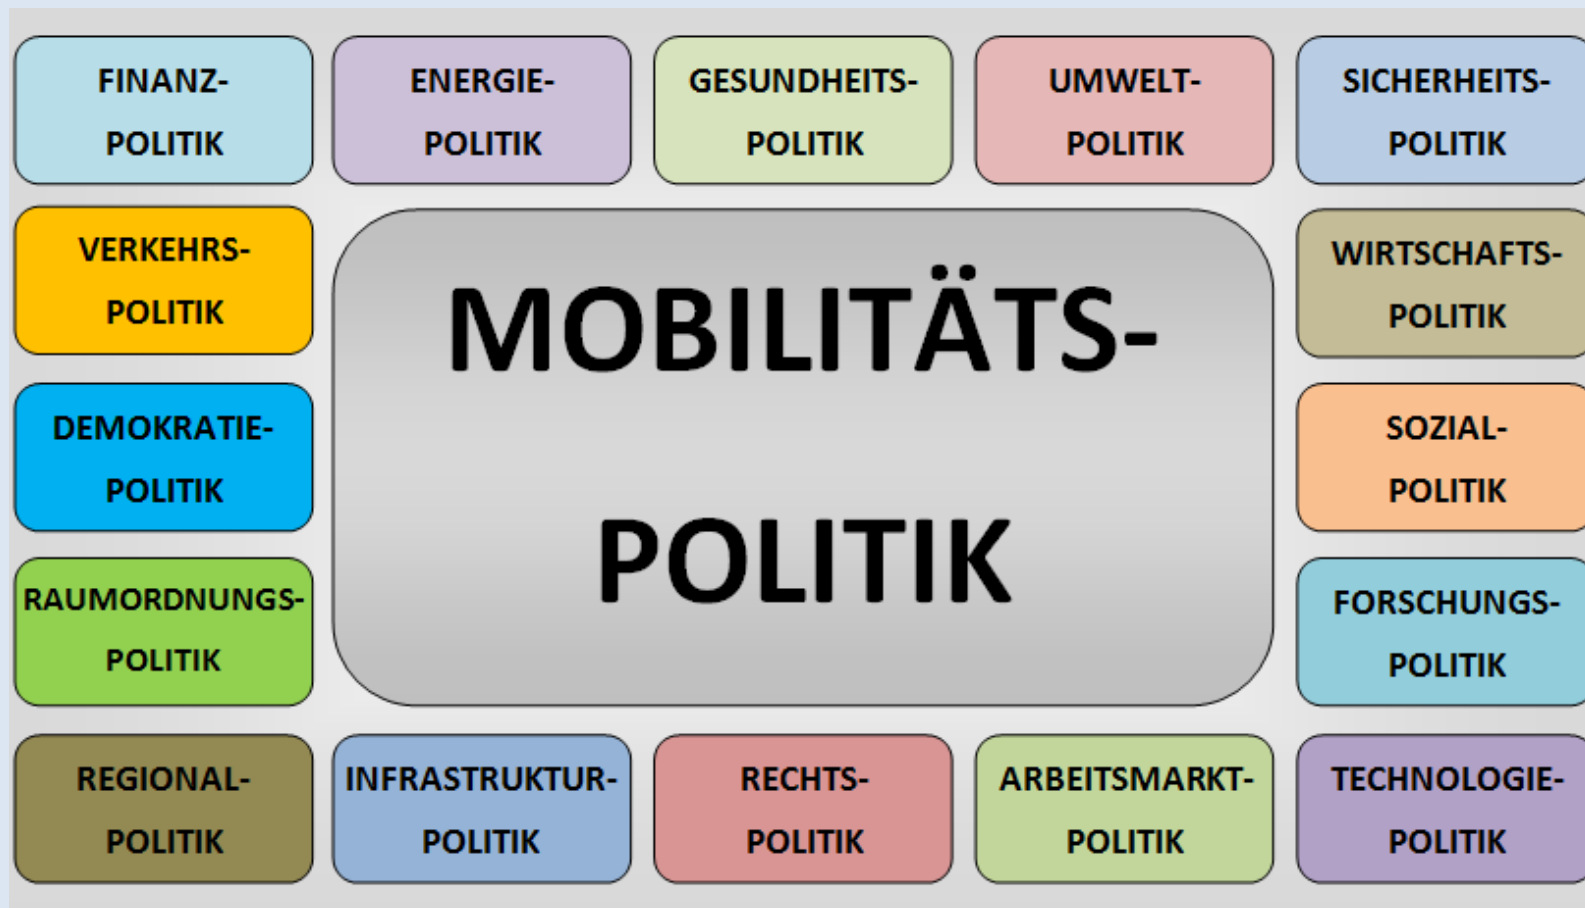 FINANZ-
POLITIK
ENERGIE-
POLITIK
GESUNDHEITS-
POLITIK
UMWELT-
POLITIK
SICHERHEITS-
POLITIK
VERKEHRS-
POLITIK
MOBILITÄTS-
POLITIK
WIRTSCHAFTS-
POLITIK
DEMOKRATIE-
POLITIK
SOZIAL-
POLITIK
RAUMORDNUNGS-
POLITIK
FORSCHUNGS-
POLITIK
REGIONAL-
POLITIK
INFRASTRUKTUR-
POLITIK
RECHTS-
POLITIK
ARBEITSMARKT-
POLITIK
TECHNOLOGIE-
POLITIK